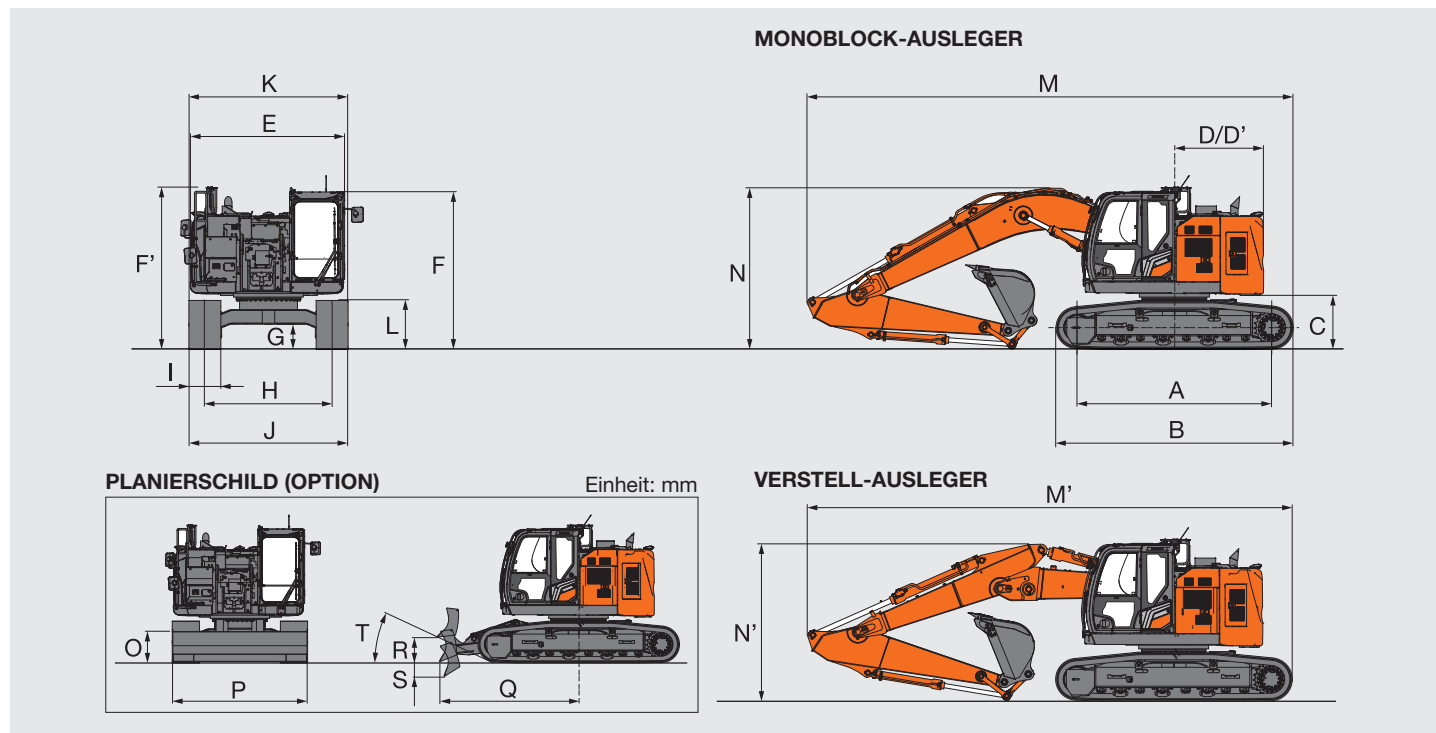 MONOBLOCK-AUSLEGER
K
E
F'
F
G
L
I
H
J
M
D/D'
N
C
A
B
PLANIERSCHILD (OPTION)
Einheit: mm
O
P
T
R
S
Q
VERSTELL-AUSLEGER
M'
N'